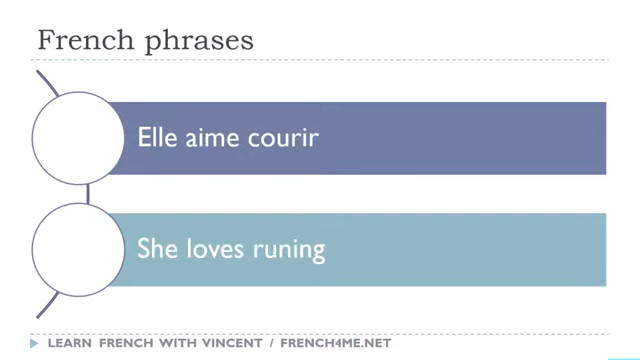 French phrases
Elle aime courir
She loves runing
LEARN FRENCH WITH VINCENT / FRENCH4ME.NET